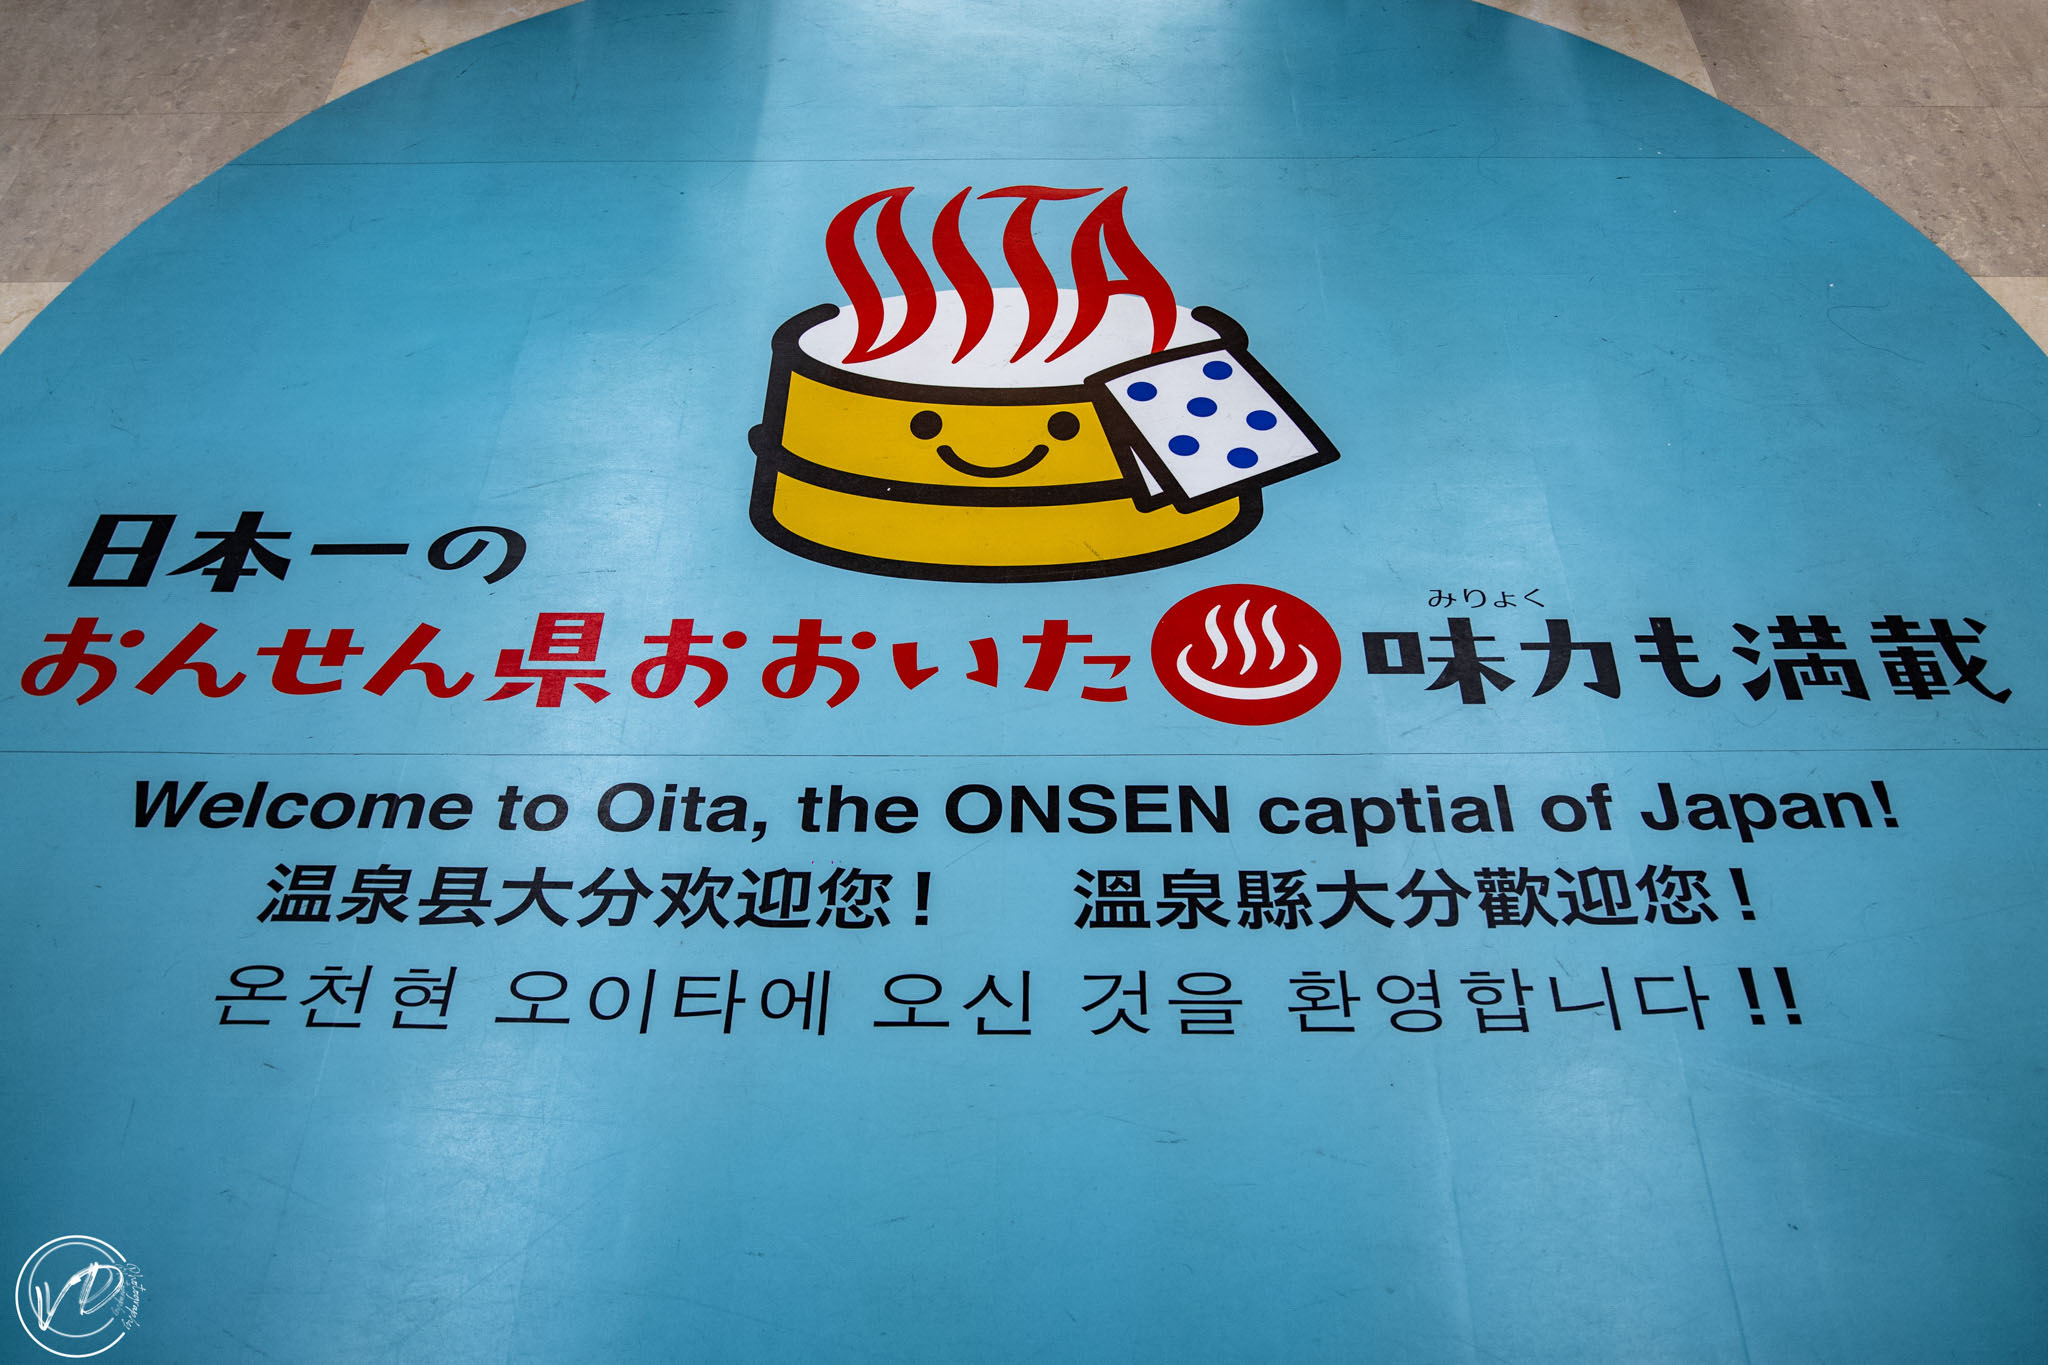 OITA
日本一の
おんせん県おおいた♨味力も満載
みりょく
Welcome to Oita, the ONSEN captial of Japan!
温泉县大分欢迎您！ 溫泉縣大分歡迎您！
온천현 오이타에 오신 것을 환영합니다!!